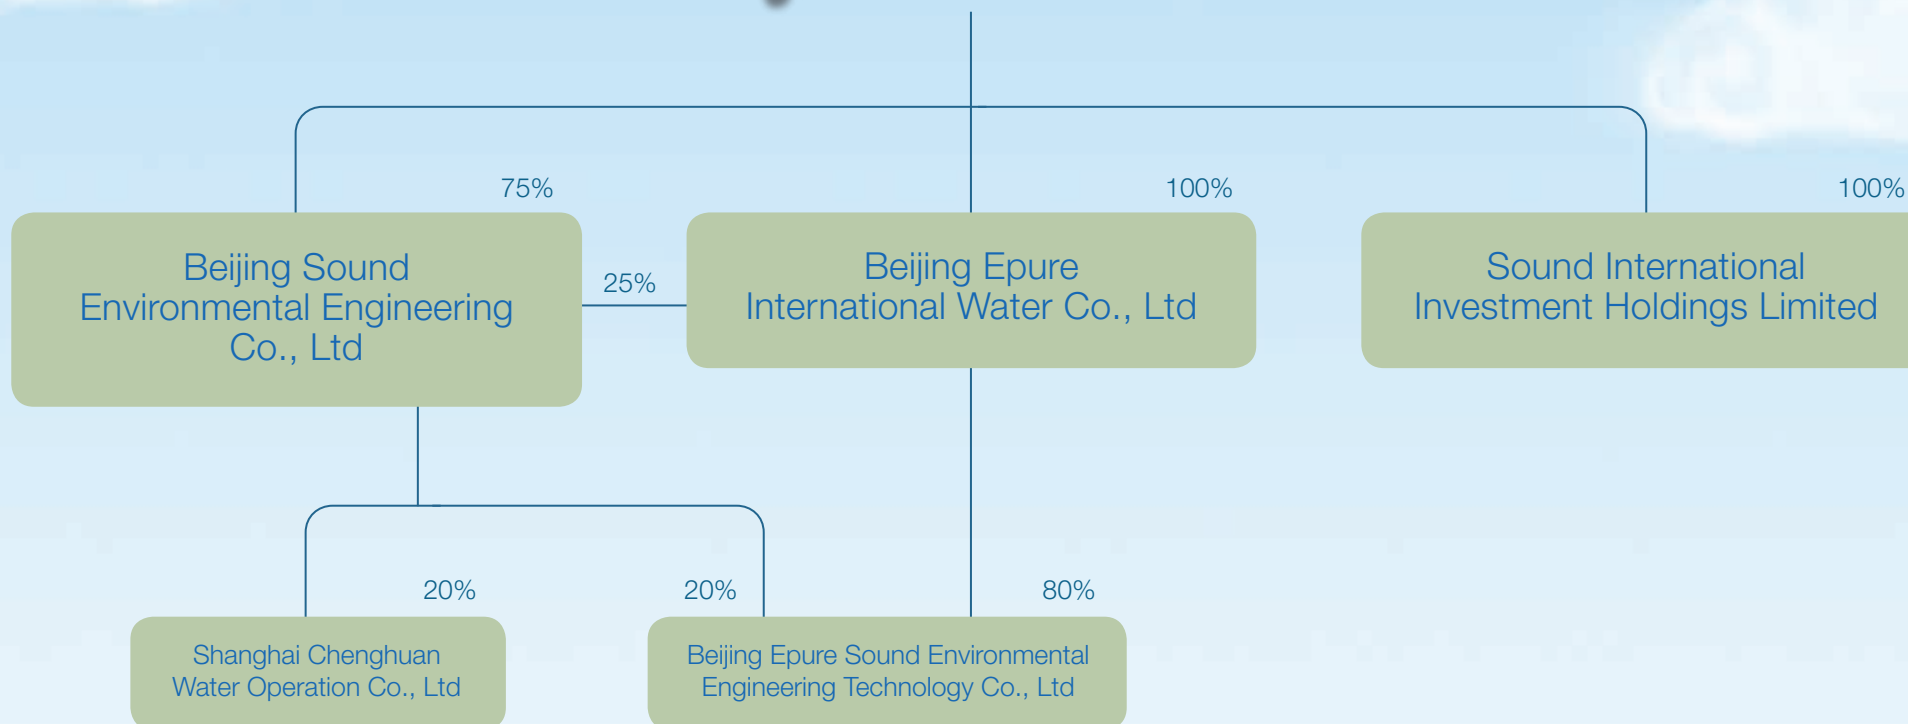 75%
100%
100%
Beijing Sound
Environmental Engineering
Co., Ltd
25%
Beijing Epure
International Water Co., Ltd
Sound International
Investment Holdings Limited
20%
20%
80%
Shanghai Chenghuan
Water Operation Co., Ltd
Beijing Epure Sound Environmental
Engineering Technology Co., Ltd